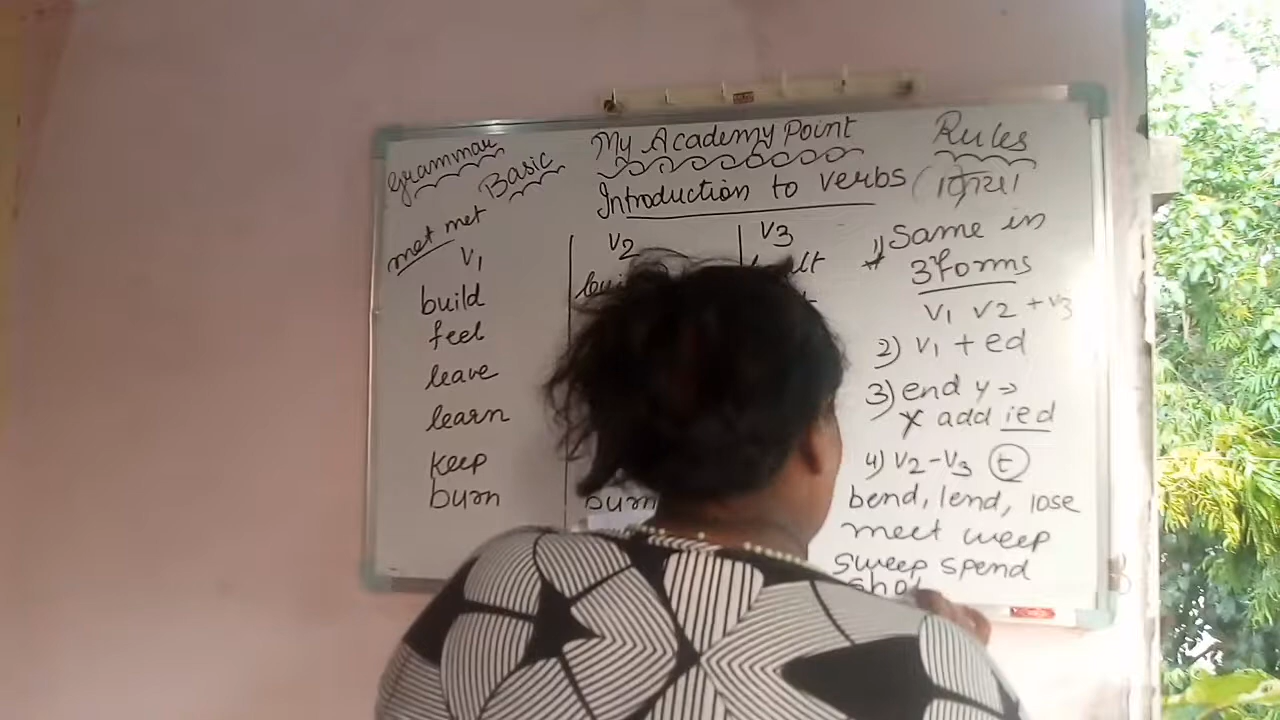 Grammar
Basic
My Academy Point
Introduction to verbs
Rules
met met
V1
V2
V3
build
feel
leave
learn
keep
burn
burn
1) Same in
3 forms
V1 V2 + V3
2) V1 + ed
3) end y →
x add ied
4) V2 - V3 t
bend, lend, lose
meet weep
sweep spend